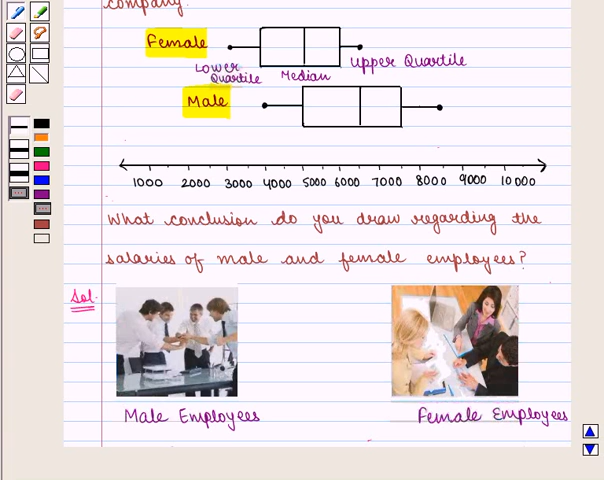 company.
Female
Lower Quartile
Median
Upper Quartile
Male
1000 2000 3000 4000 5000 6000 7000 8000 9000 10000
What conclusion do you draw regarding the
salaries of male and female employees?
Sol.
Male Employees
Female Employees